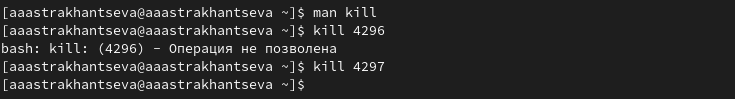 [aaastrakhantseva@aaastrakhantseva ~]$ man kill
[aaastrakhantseva@aaastrakhantseva ~]$ kill 4296
bash: kill: (4296) – Операция не позволена
[aaastrakhantseva@aaastrakhantseva ~]$ kill 4297
[aaastrakhantseva@aaastrakhantseva ~]$